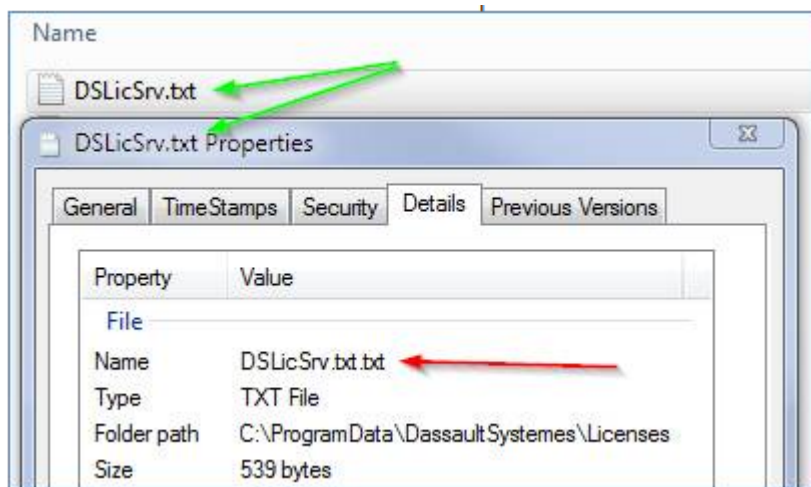 Name
DSLicSrv.txt
DSLicSrv.txt Properties
General TimeStamps Security Details Previous Versions
Property Value
File
Name DSLicSrv.txt.txt
Type TXT File
Folder path C:\ProgramData\DassaultSystemes\Licenses
Size 539 bytes